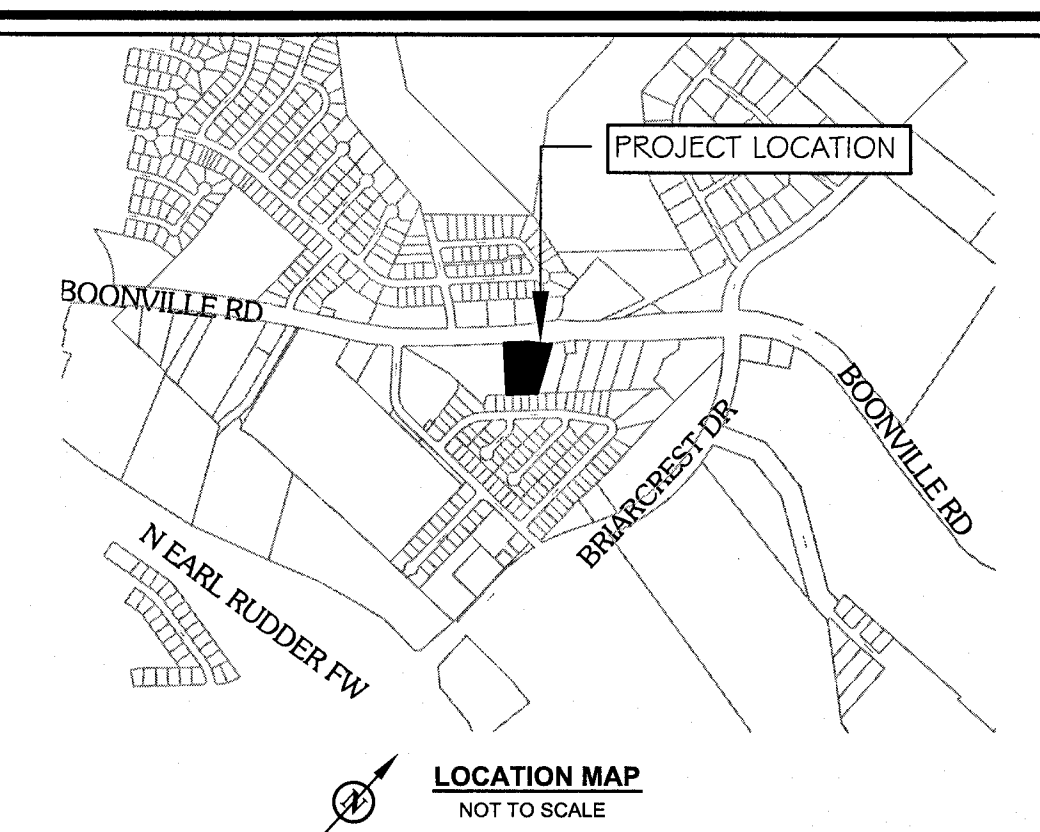 PROJECT LOCATION
BOONVILLE RD
BOONVILLE RD
BRIARCREST DR
N EARL RUDDER FW
N
LOCATION MAP
NOT TO SCALE